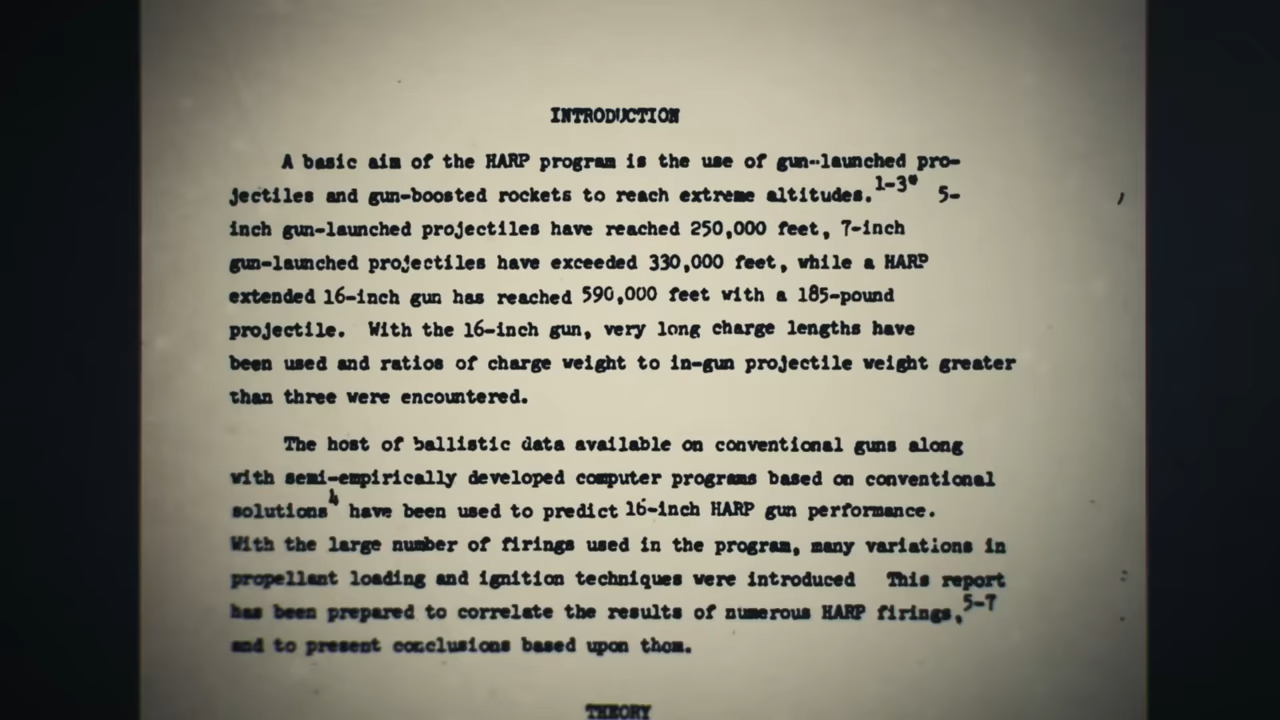 INTRODUCTION
A basic aim of the HARP program is the use of gun-launched pro-
jectiles and gun-boosted rockets to reach extreme altitudes.1-3* 5-
inch gun-launched projectiles have reached 250,000 feet, 7-inch
gun-launched projectiles have exceeded 330,000 feet, while a HARP
extended 16-inch gun has reached 590,000 feet with a 185-pound
projectile. With the 16-inch gun, very long charge lengths have
been used and ratios of charge weight to in-gun projectile weight greater
than three were encountered.
The host of ballistic data available on conventional guns along
with semi-empirically developed computer programs based on conventional
solutions4 have been used to predict 16-inch HARP gun performance.
With the large number of firings used in the program, many variations in
propellant loading and ignition techniques were introduced This report
has been prepared to correlate the results of numerous HARP firings,5-7
and to present conclusions based upon them.
THEORY